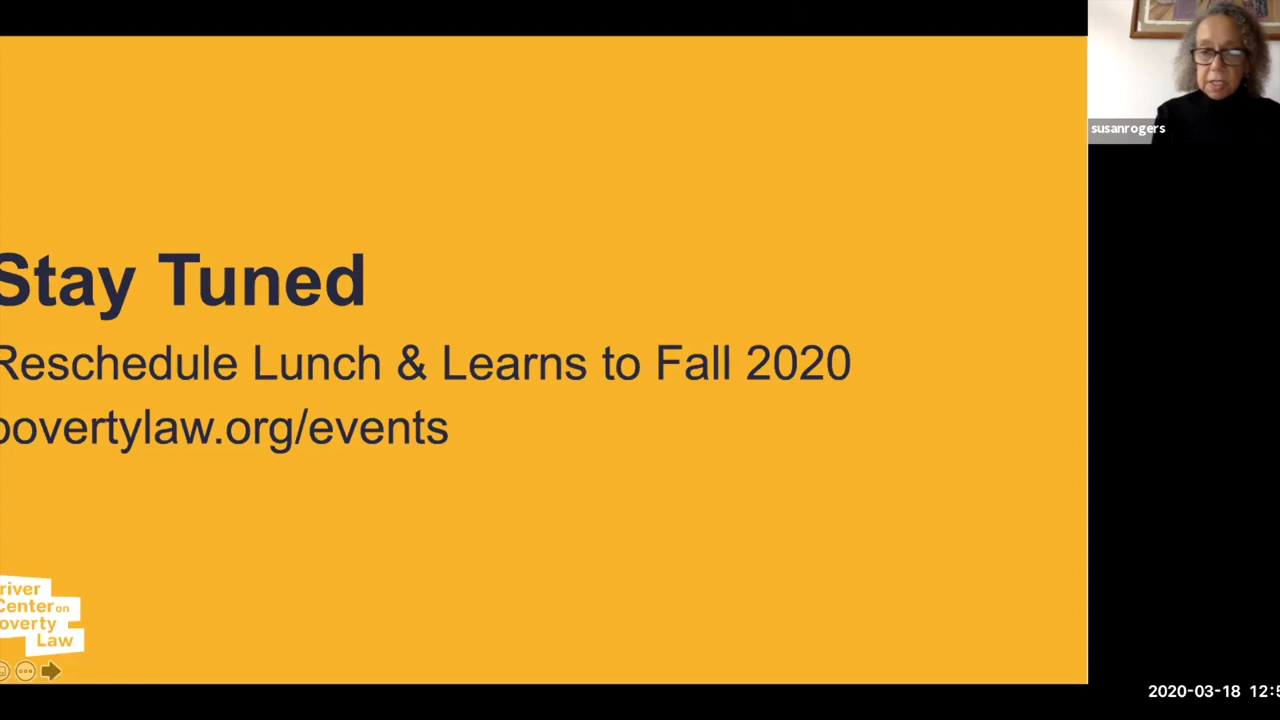 Stay Tuned
Reschedule Lunch & Learns to Fall 2020
povertylaw.org/events
river
Center on
overty
Law
susanrogers
2020-03-18 12:5